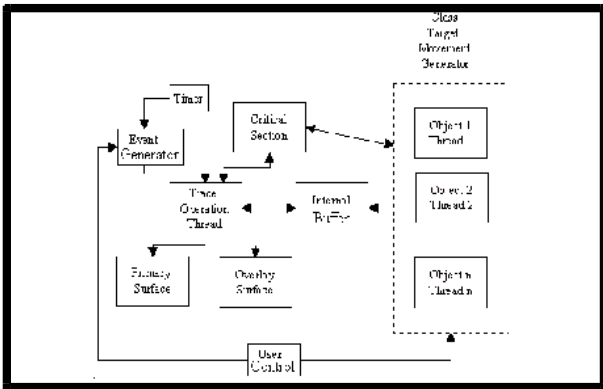 Class
Target
Movement
Generator
Timer
Event
Generator
Critical
Section
Object 1
Thread
Trace
Operation
Thread
Internal
Buffer
Object 2
Thread 2
Primary
Surface
Overlay
Surface
Object n
Thread n
User
Control